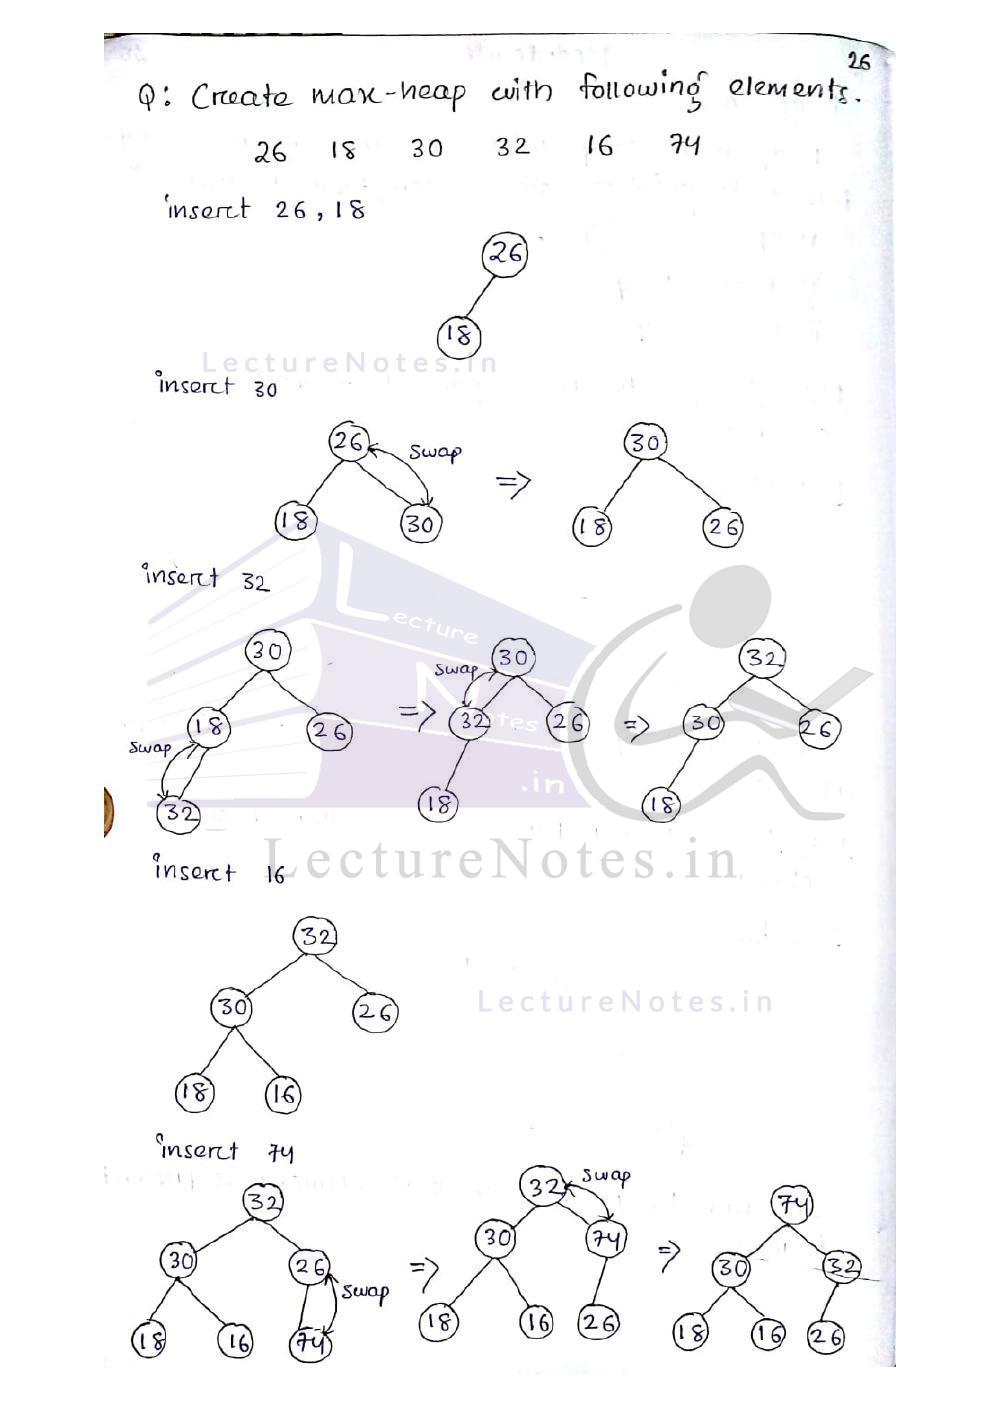 26
Q: Create max-heap with following elements.
26 18 30 32 16 74
insert 26, 18
26
18
LectureNotes.in
insert 30
26 swap 30
18 30 => 18 26
insert 32
Lecture
Notes
.in
30 swap 30 32
18 26 => 32 26 => 30 26
swap
32 18 18
LectureNotes.in
insert 16
32
30 26
LectureNotes.in
18 16
insert 74
32 32 swap 74
30 26 => 30 74 => 30 32
swap
18 16 74 18 16 26 18 16 26